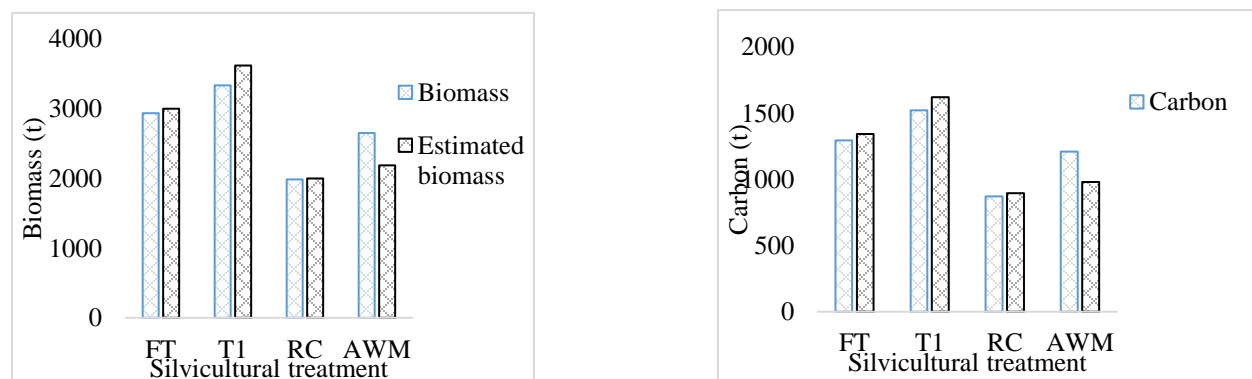 4000
3000
2000
1000
0
Biomass (t)
FT T1 RC AWM
Silvicultural treatment
Biomass
Estimated
biomass
2000
1500
1000
500
0
Carbon (t)
FT T1 RC AWM
Silvicultural treatment
Carbon